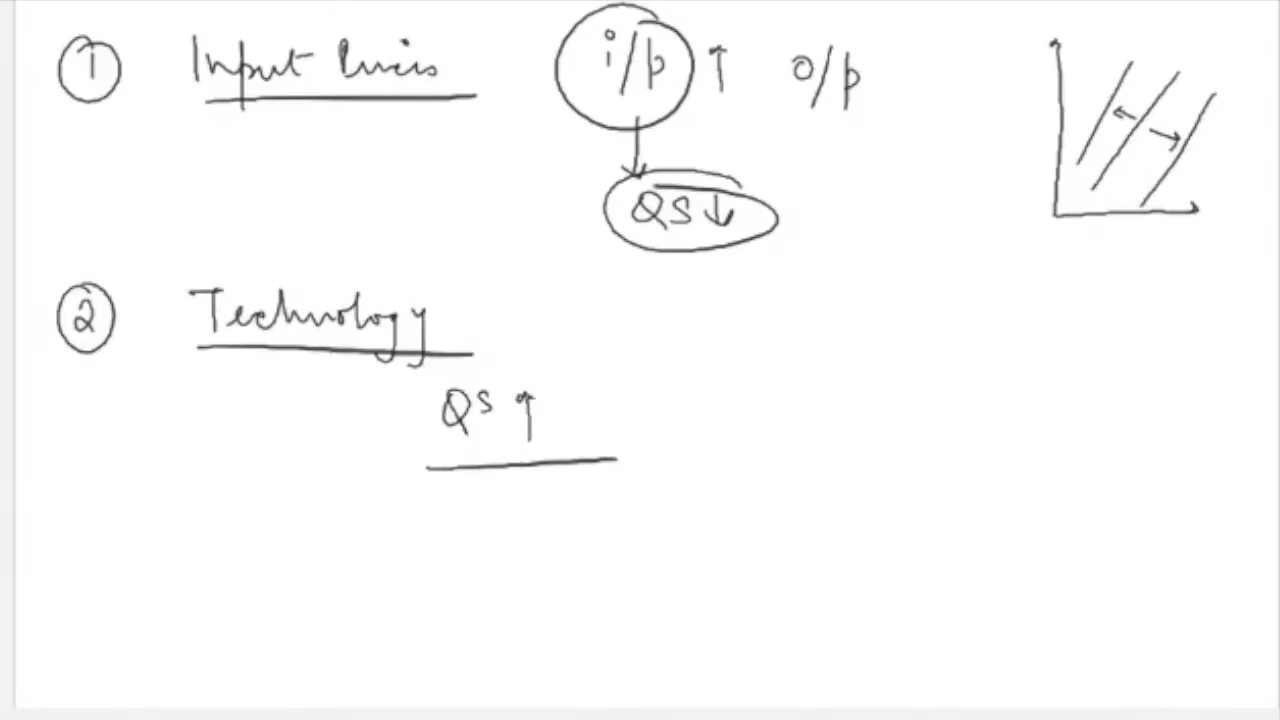 ① Input Prices i/p ↑ o/p
QS ↓
② Technology
QS ↑